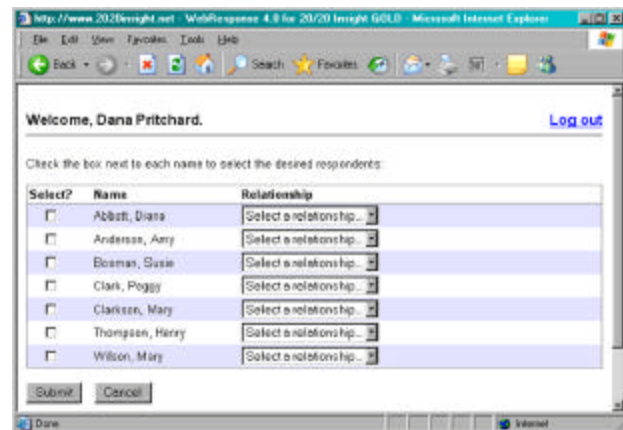 http://www.2020insight.net - WebResponse 4.0 for 20/20 Insight GOLD - Microsoft Internet Explorer
File Edit View Favorites Tools Help
Back Search Favorites
Welcome, Dana Pritchard. Log out
Check the box next to each name to select the desired respondents:
Select? Name Relationship
Abbott, Diana Select a relationship...
Anderson, Amy Select a relationship...
Bosman, Susie Select a relationship...
Clark, Peggy Select a relationship...
Clarkson, Mary Select a relationship...
Thompson, Henry Select a relationship...
Wilson, Mary Select a relationship...
Submit Cancel
Done Internet